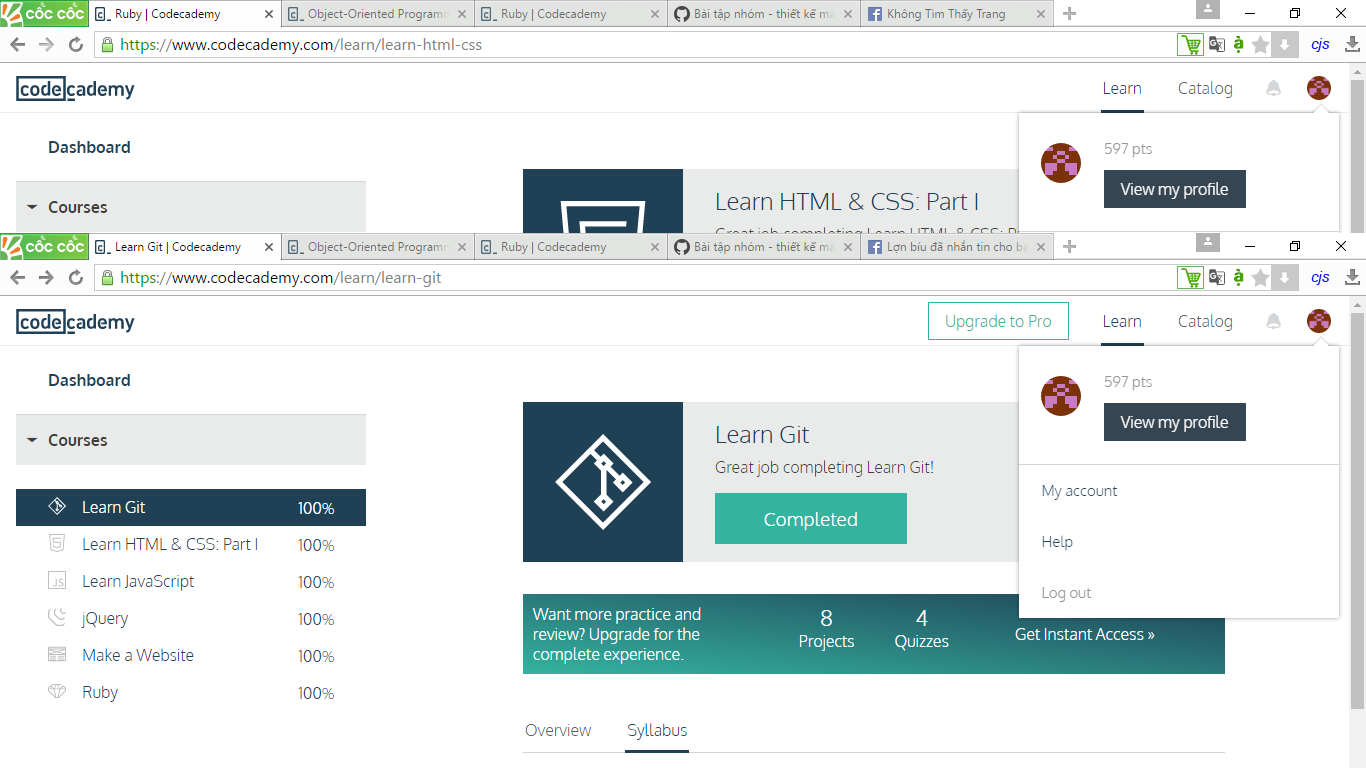 CỐC CỐC Ruby | Codecademy Object-Oriented Programm Ruby | Codecademy Bài tập nhóm - thiết kế mà Không Tìm Thấy Trang
https://www.codecademy.com/learn/learn-html-css cjs
codecademy Learn Catalog
Dashboard
597 pts
View my profile
Courses
Learn HTML & CSS: Part I
Great job completing Learn HTML & CSS: P
CỐC CỐC Learn Git | Codecademy Object-Oriented Programm Ruby | Codecademy Bài tập nhóm - thiết kế mà Lợn bíu đã nhắn tin cho bạ
https://www.codecademy.com/learn/learn-git cjs
codecademy Upgrade to Pro Learn Catalog
Dashboard
597 pts
View my profile
Courses
Learn Git
Great job completing Learn Git!
Completed
My account
Help
Log out
Learn Git 100%
Learn HTML & CSS: Part I 100%
JS Learn JavaScript 100%
jQuery 100%
Make a Website 100%
Ruby 100%
Want more practice and
review? Upgrade for the
complete experience.
8
Projects
4
Quizzes
Get Instant Access »
Overview Syllabus